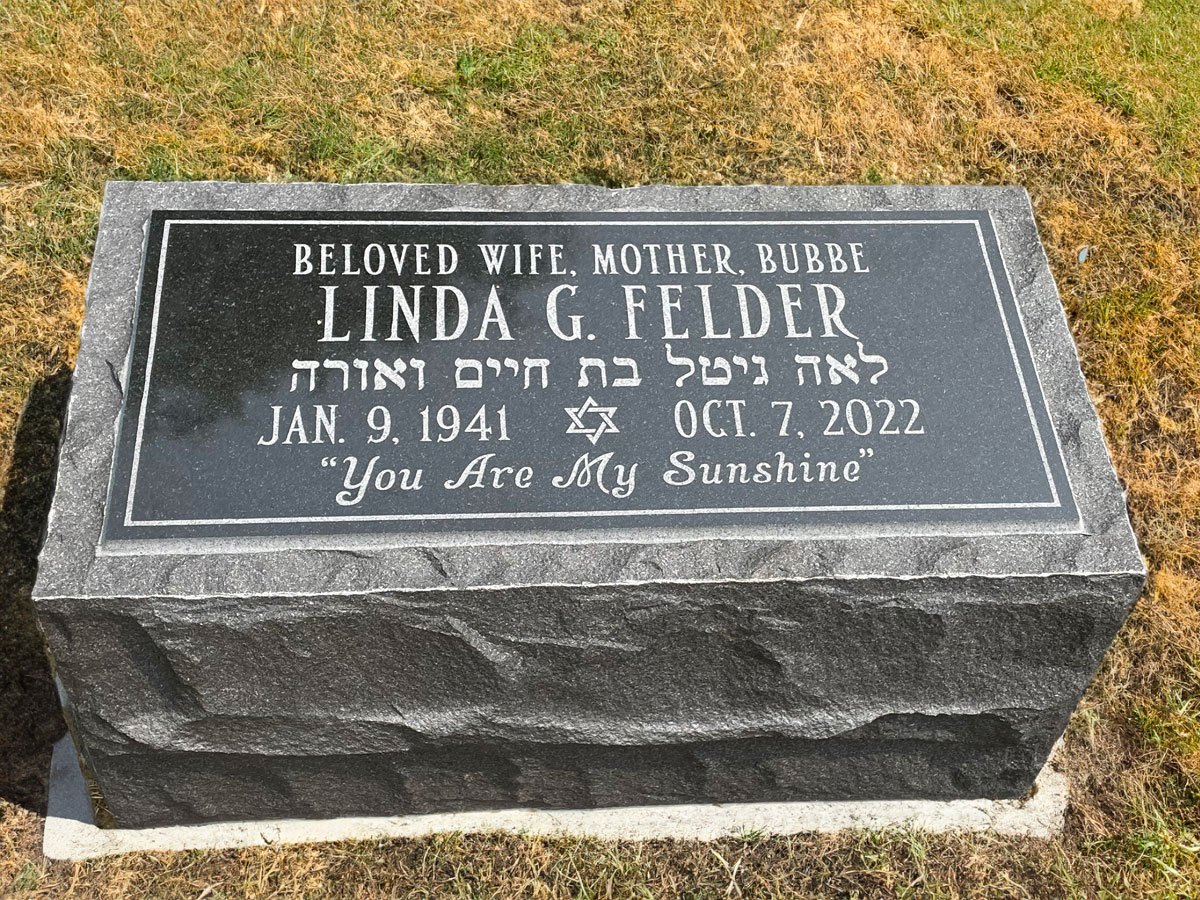 BELOVED WIFE, MOTHER, BUBBE
LINDA G. FELDER
לאה גיטל בת חיים ואורה
JAN. 9, 1941 OCT. 7, 2022
“You Are My Sunshine”